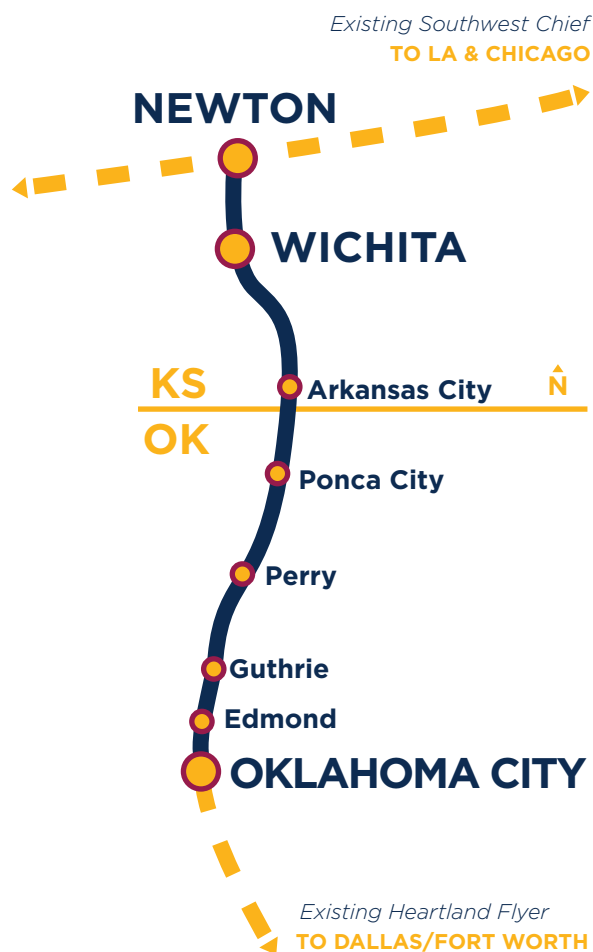 Existing Southwest Chief
TO LA & CHICAGO
NEWTON
WICHITA
KS
Arkansas City
N
OK
Ponca City
Perry
Guthrie
Edmond
OKLAHOMA CITY
Existing Heartland Flyer
TO DALLAS/FORT WORTH